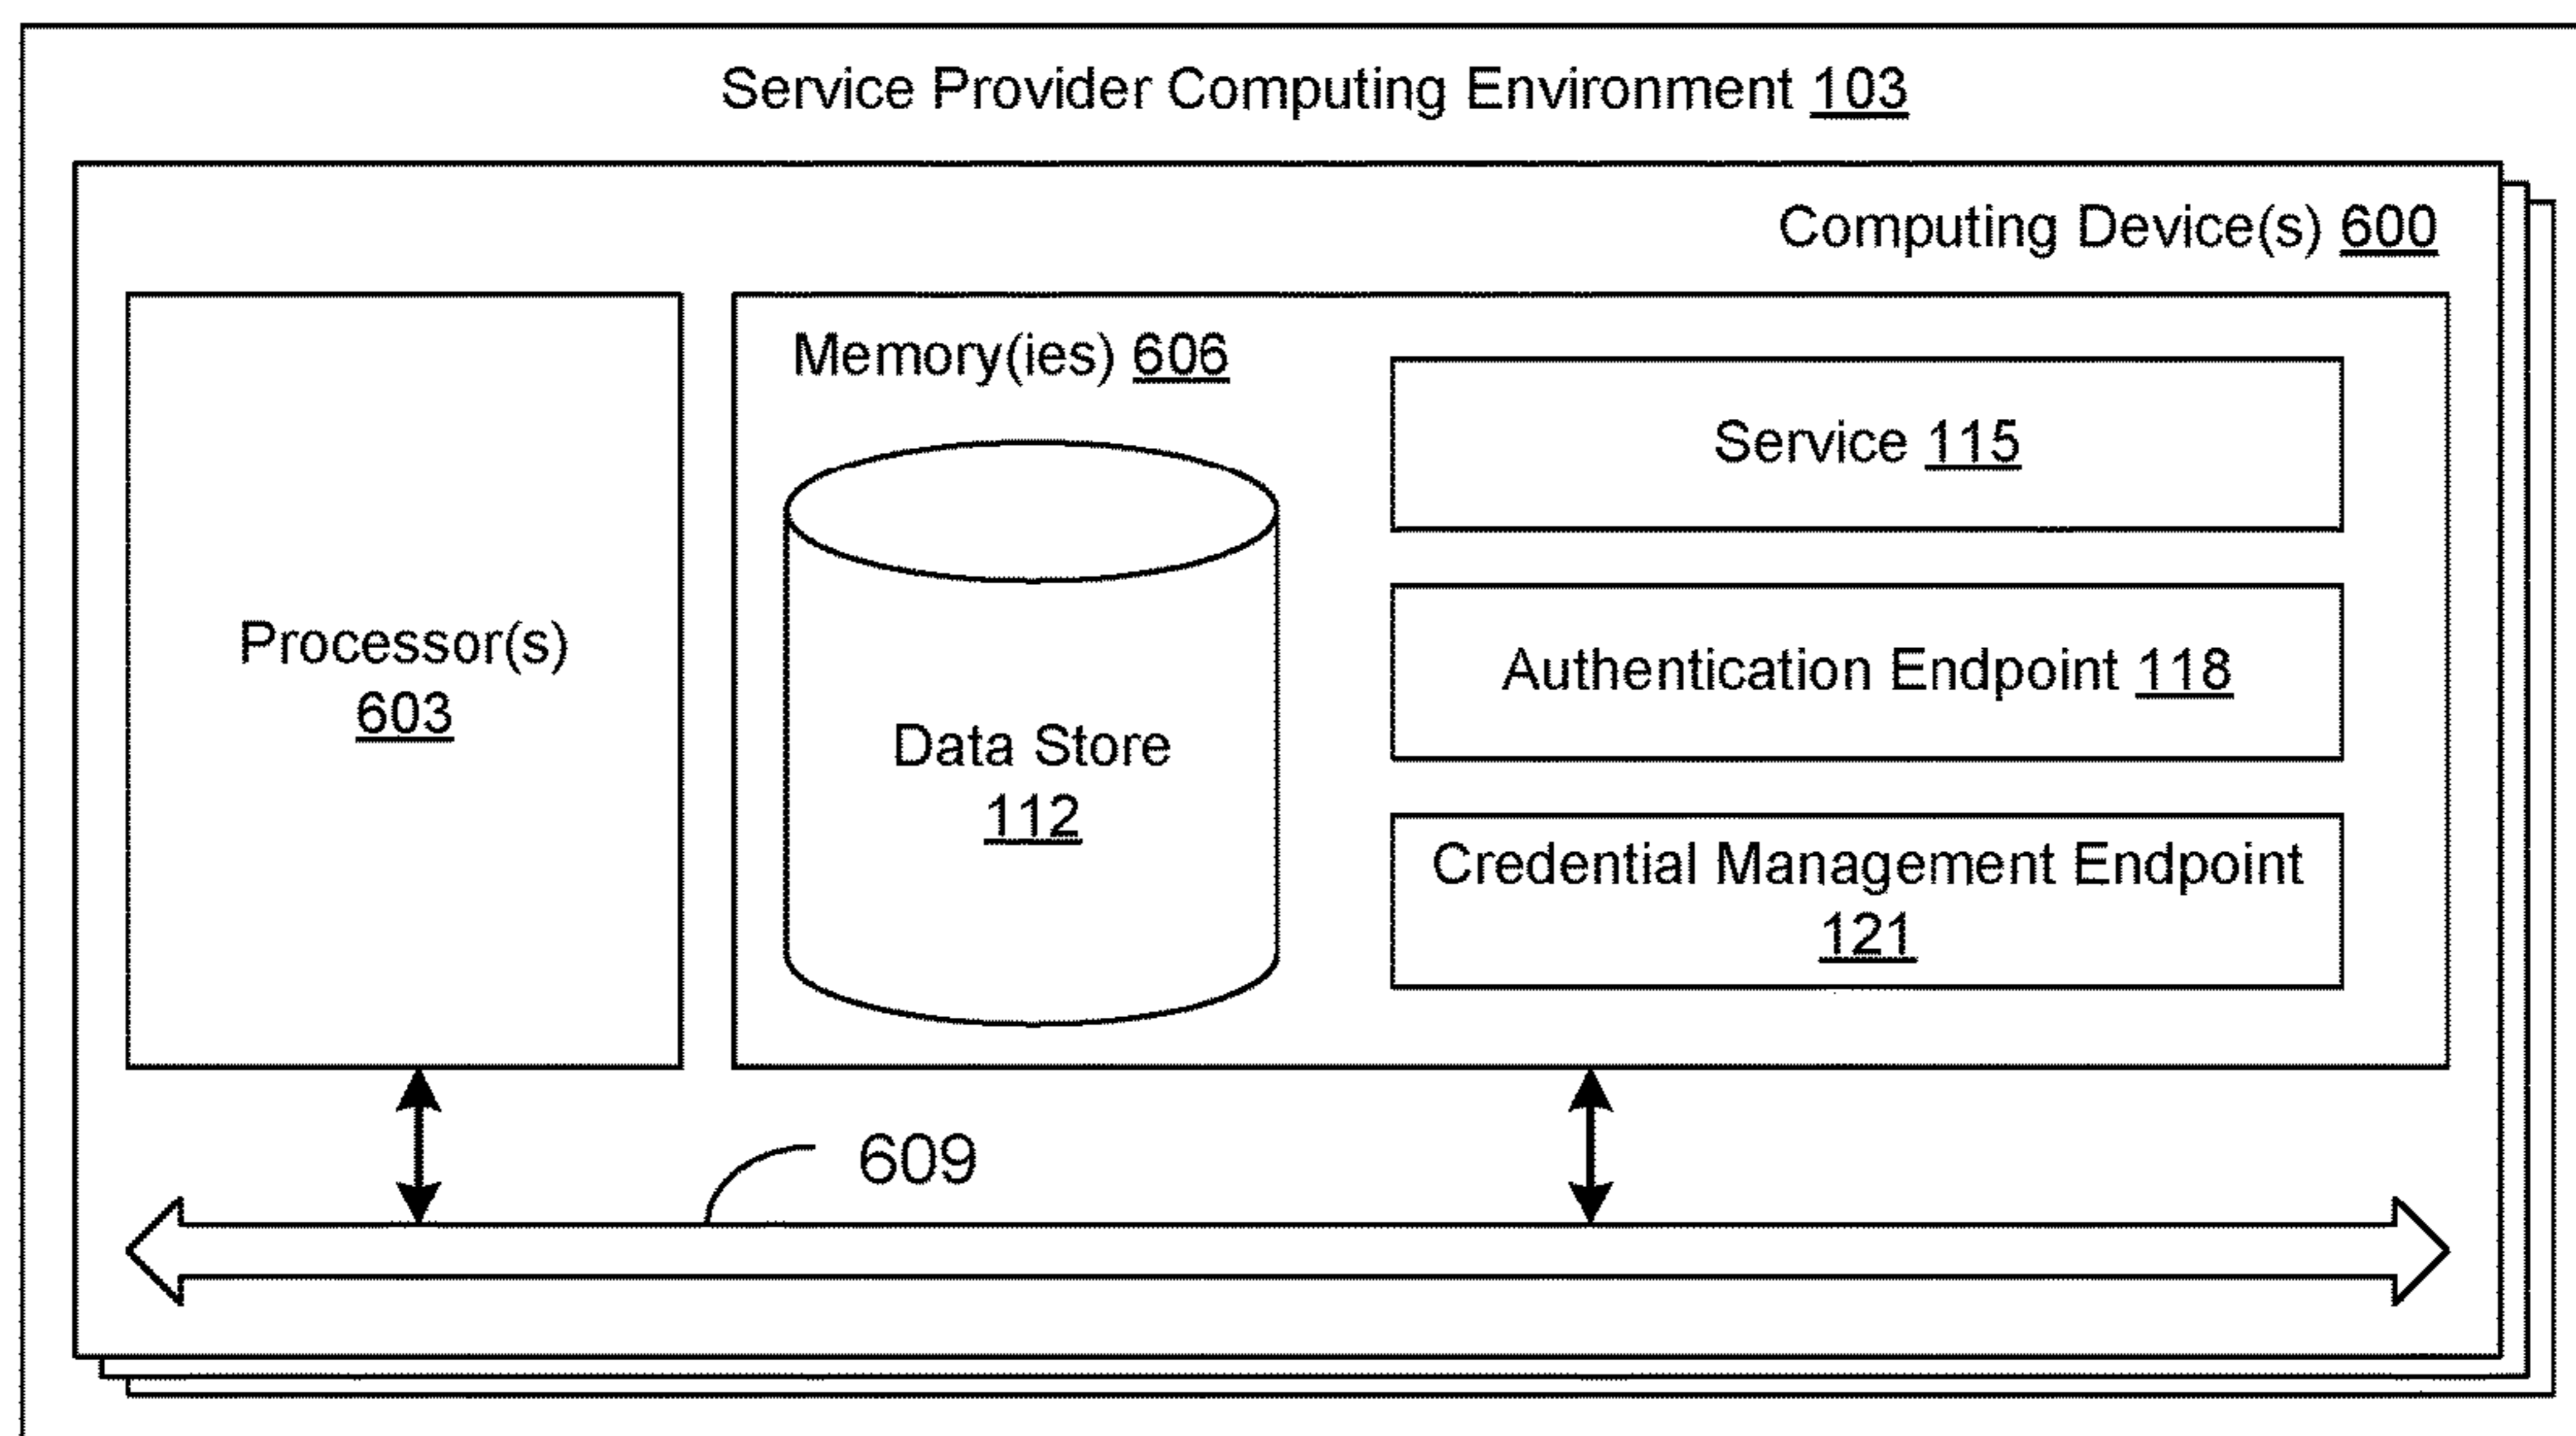 Service Provider Computing Environment 103
Computing Device(s) 600
Processor(s)
603
Memory(ies) 606
Data Store
112
Service 115
Authentication Endpoint 118
Credential Management Endpoint
121
609